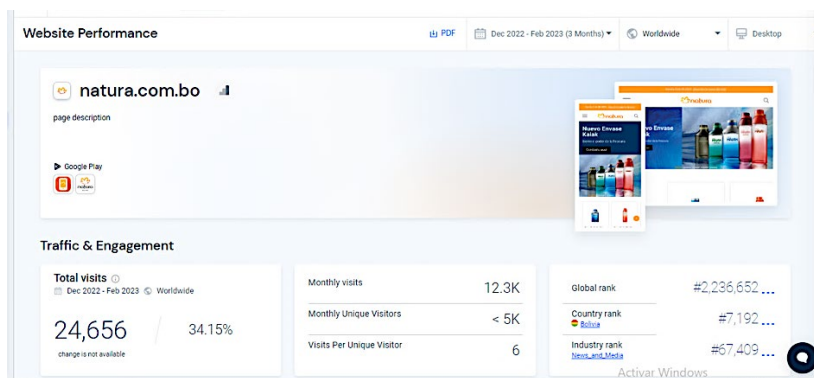 Website Performance
PDF
Dec 2022 - Feb 2023 (3 Months)
Worldwide
Desktop
natura.com.bo
page description
Google Play
natura
natura
natura
Nuevo Envase
Kaiak
Traffic & Engagement
Total visits
Dec 2022 - Feb 2023 Worldwide
24,656
34.15%
change is not available
Monthly visits 12.3K
Monthly Unique Visitors < 5K
Visits Per Unique Visitor 6
Global rank #2,236,652 ...
Country rank
Bolivia
#7,192 ...
Industry rank
News_and_Media
#67,409 ...
Activar Windows